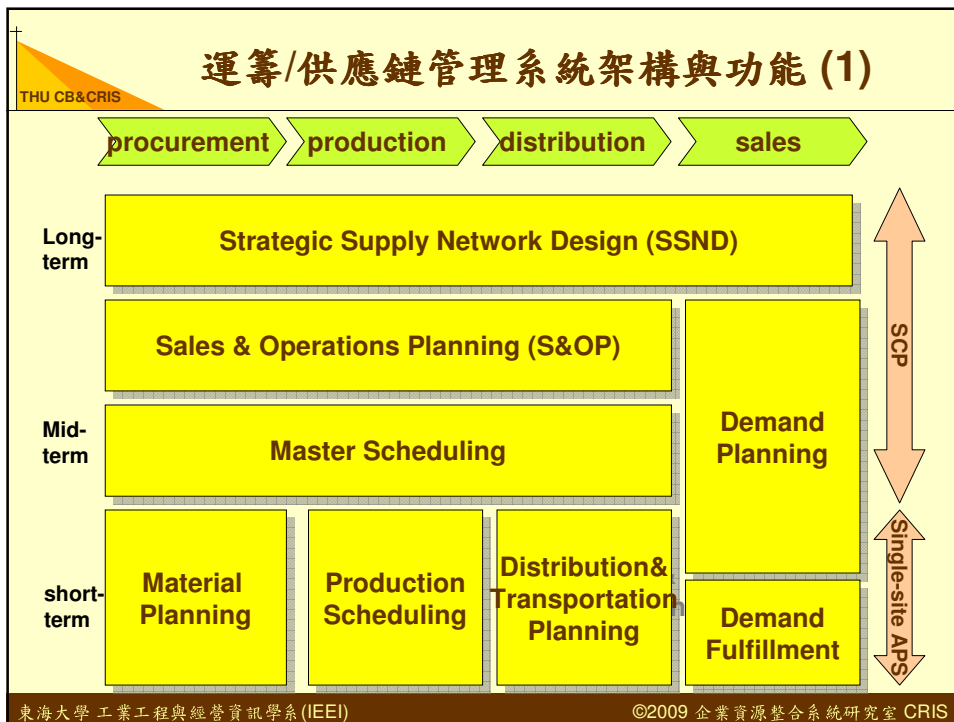 運籌/供應鏈管理系統架構與功能 (1)
THU CB&CRIS
procurement
production
distribution
sales
Long-
term
Strategic Supply Network Design (SSND)
Sales & Operations Planning (S&OP)
SCP
Mid-
term
Master Scheduling
Demand
Planning
short-
term
Material
Planning
Production
Scheduling
Distribution&
Transportation
Planning
Demand
Fulfillment
Single-site APS
東海大學 工業工程與經營資訊學系(IEEI)
©2009 企業資源整合系統研究室 CRIS